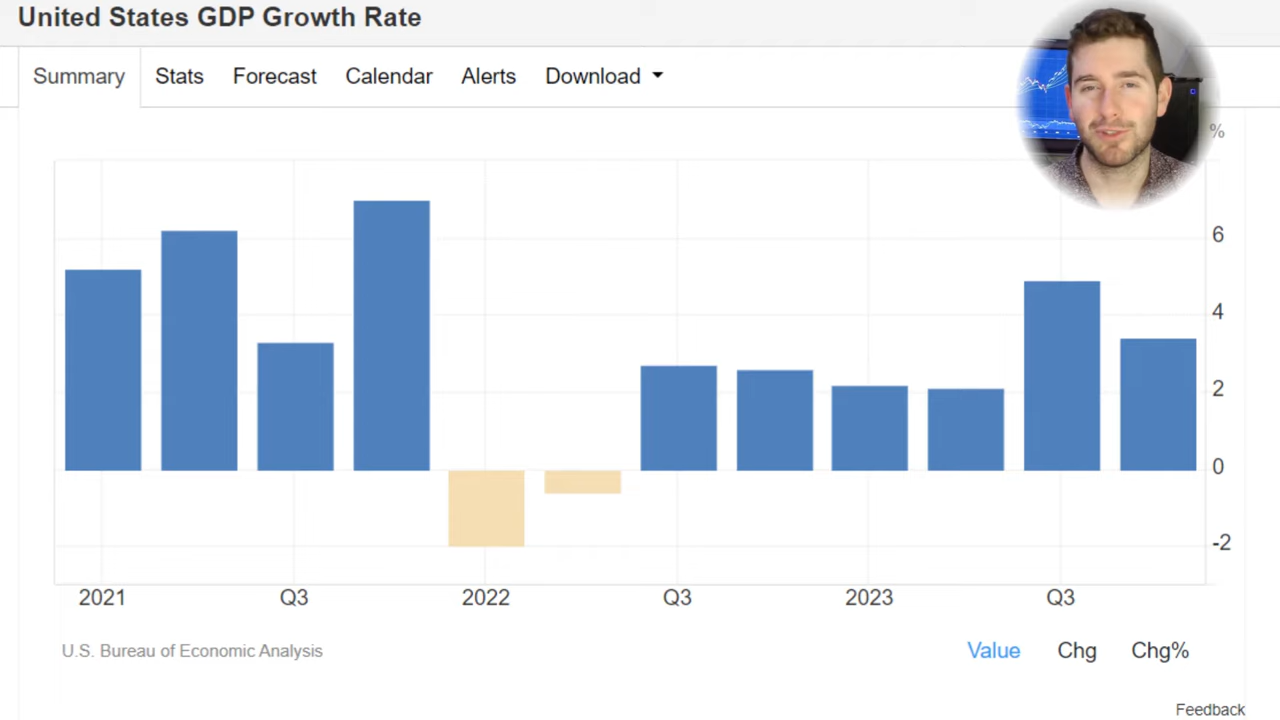 United States GDP Growth Rate
Summary Stats Forecast Calendar Alerts Download
%
6
4
2
0
-2
2021 Q3 2022 Q3 2023 Q3
U.S. Bureau of Economic Analysis
Value Chg Chg%
Feedback